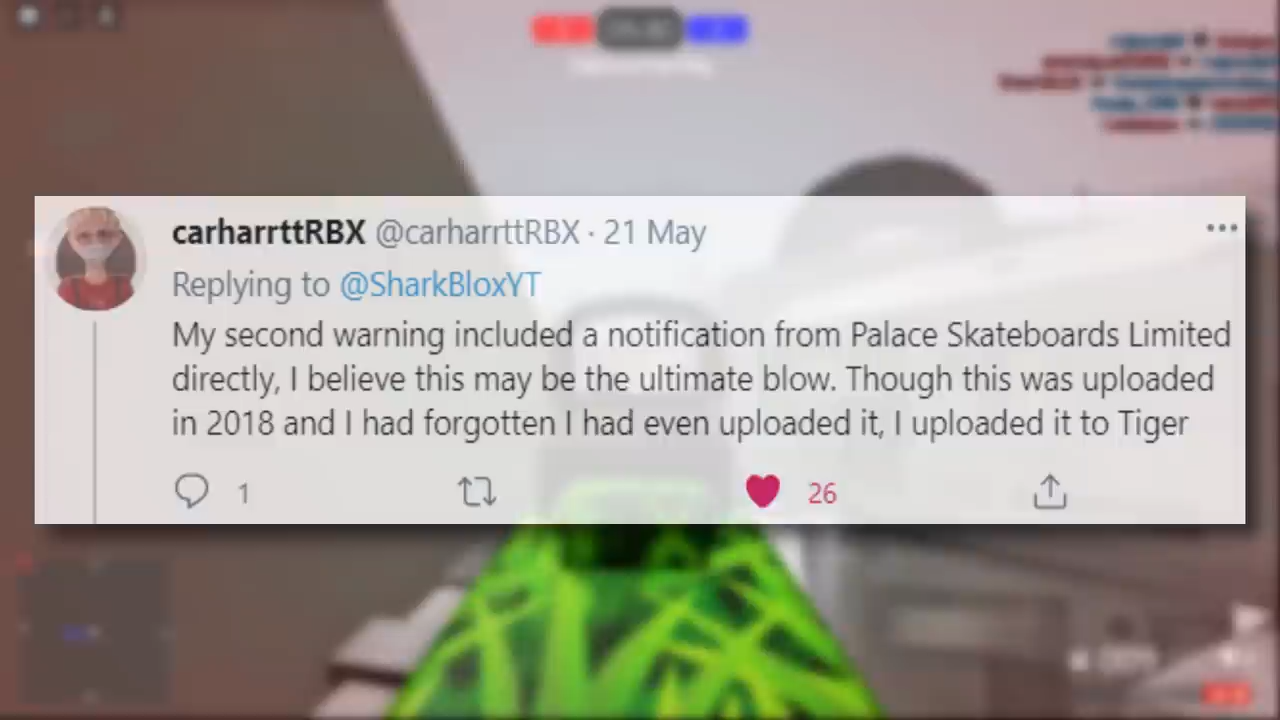 carharrttRBX @carharrttRBX · 21 May
Replying to @SharkBloxYT
My second warning included a notification from Palace Skateboards Limited
directly, I believe this may be the ultimate blow. Though this was uploaded
in 2018 and I had forgotten I had even uploaded it, I uploaded it to Tiger
1 26